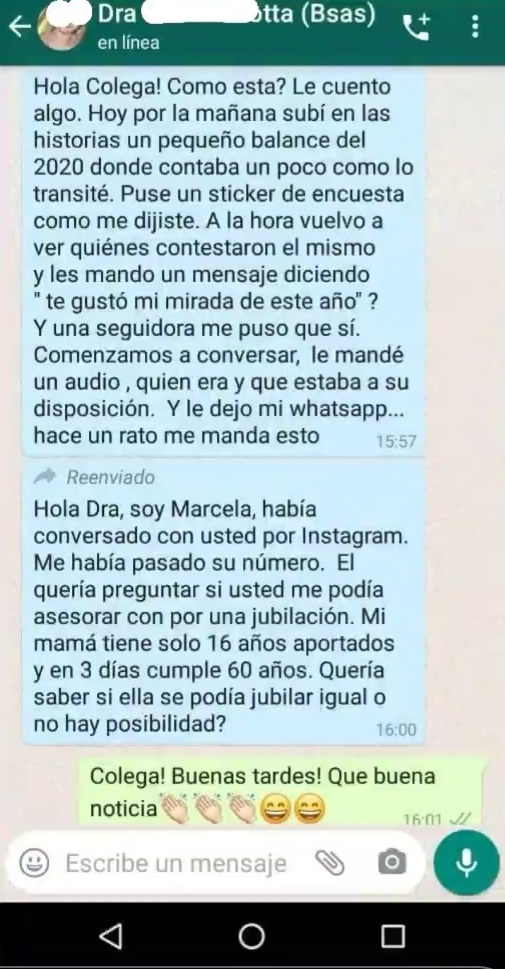 Dra otta (Bsas)
en línea
Hola Colega! Como esta? Le cuento
algo. Hoy por la mañana subí en las
historias un pequeño balance del
2020 donde contaba un poco como lo
transité. Puse un sticker de encuesta
como me dijiste. A la hora vuelvo a
ver quiénes contestaron el mismo
y les mando un mensaje diciendo
" te gustó mi mirada de este año" ?
Y una seguidora me puso que sí.
Comenzamos a conversar, le mandé
un audio , quien era y que estaba a su
disposición. Y le dejo mi whatsapp...
hace un rato me manda esto
15:57
Reenviado
Hola Dra, soy Marcela, había
conversado con usted por Instagram.
Me había pasado su número. El
quería preguntar si usted me podía
asesorar con por una jubilación. Mi
mamá tiene solo 16 años aportados
y en 3 días cumple 60 años. Quería
saber si ella se podía jubilar igual o
no hay posibilidad?
16:00
Colega! Buenas tardes! Que buena
noticia👏🏻👏🏻👏🏻😄😄
16:01
Escribe un mensaje